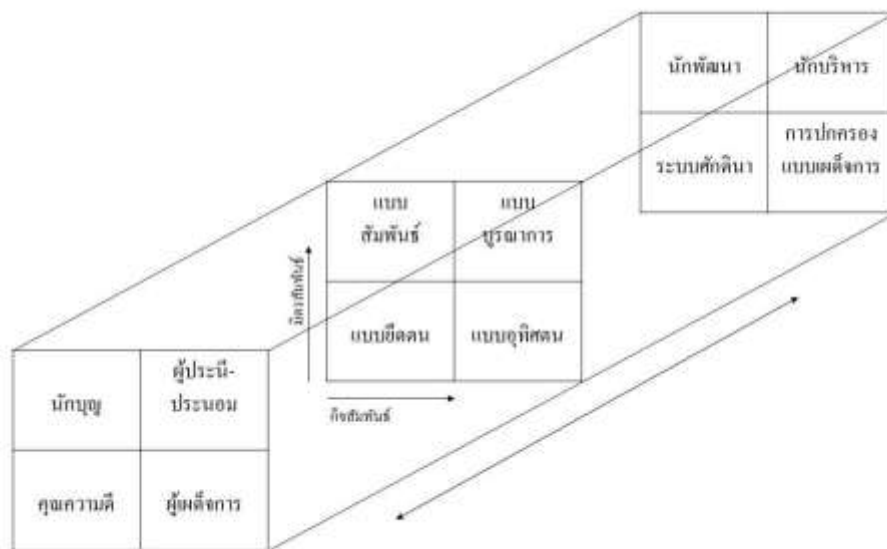 นักพัฒนา
นักบริหาร
ระบบศักดินา
การปกครอง
แบบเผด็จการ
แบบ
สัมพันธ์
แบบ
บูรณาการ
แบบยึดตน
แบบอุทิศตน
มิตรสัมพันธ์
กิจสัมพันธ์
นักบุญ
ผู้ประนี-
ประนอม
คุณความดี
ผู้เผด็จการ